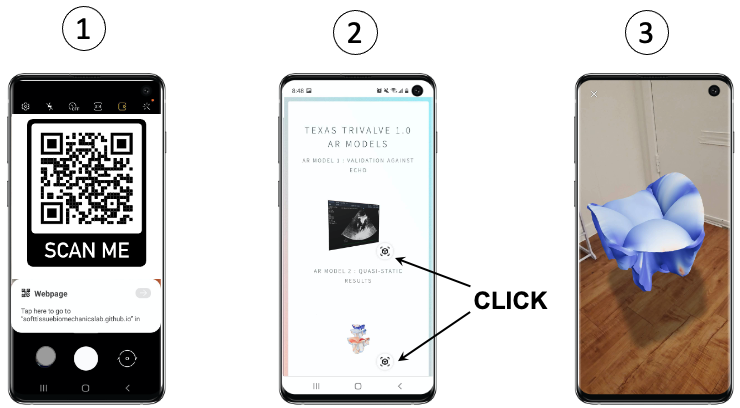 1
2
3
SCAN ME
Webpage
Tap here to go to
"softtissuebiomechanicslab.github.io" in
8:48
TEXAS TRIVALVE 1.0
AR MODELS
AR MODEL 1 : VALIDATION AGAINST
ECHO
AR MODEL 2 : QUASI-STATIC
RESULTS
CLICK